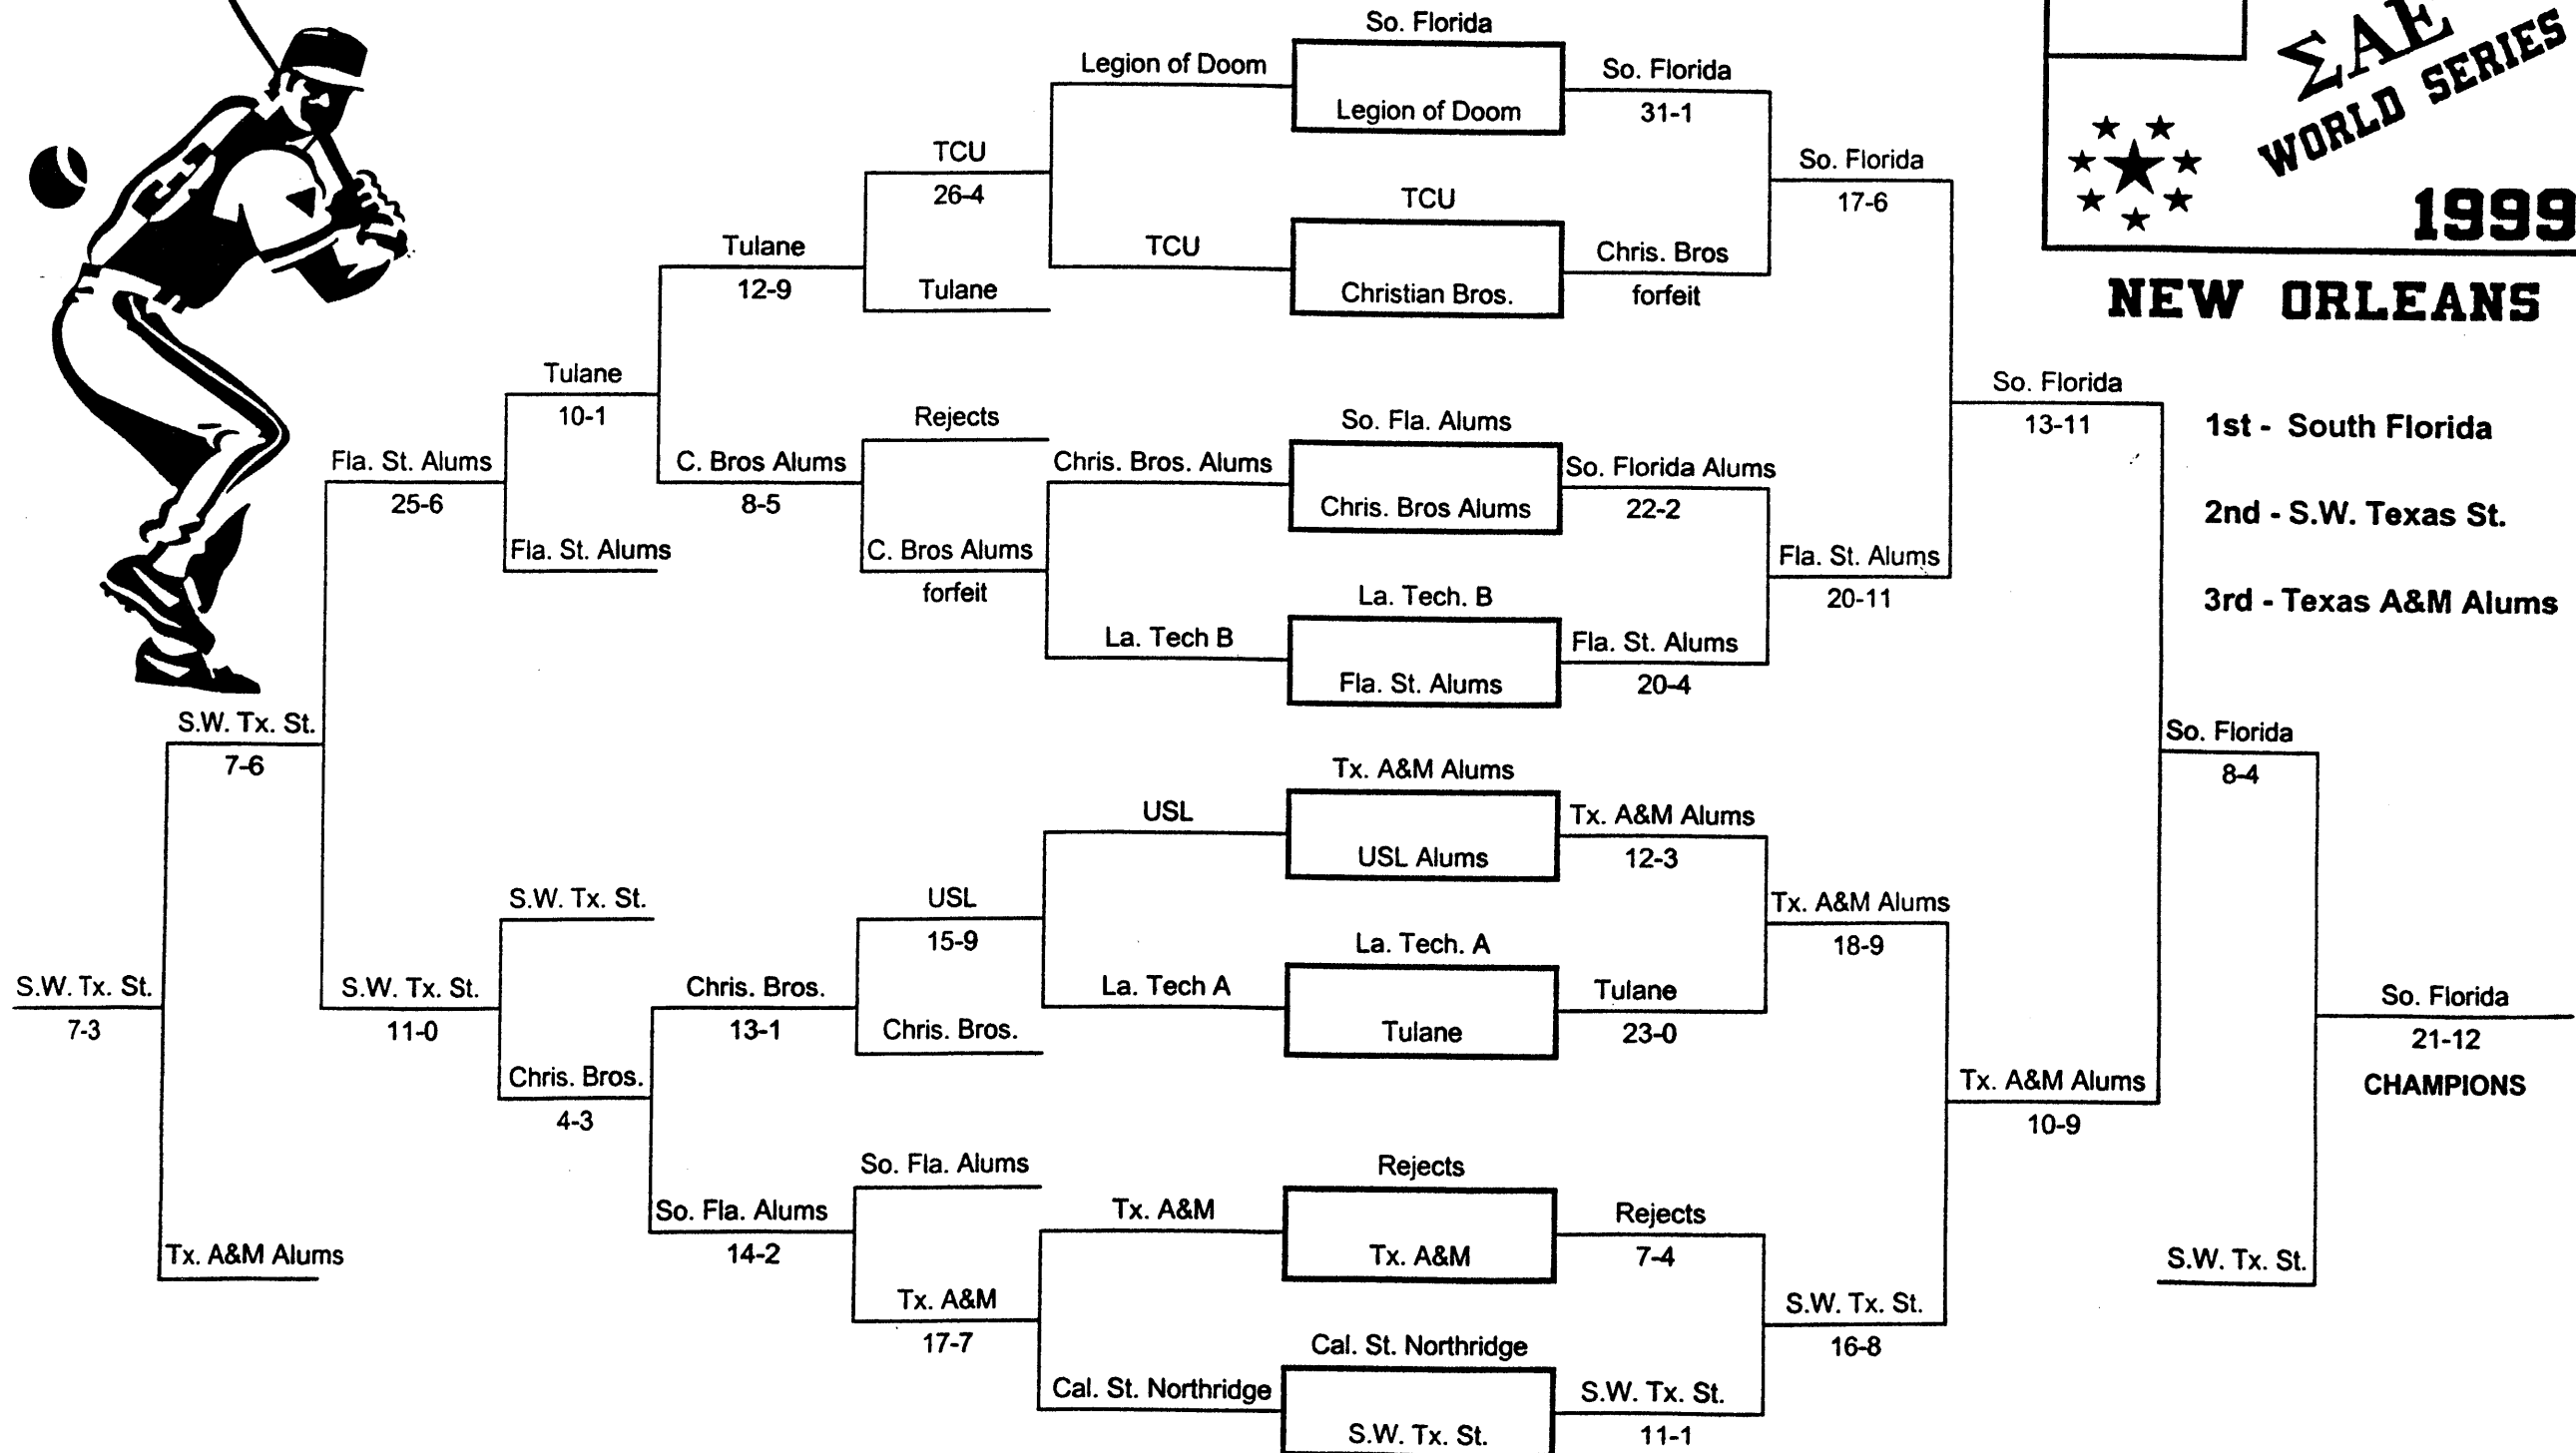 ΣAE
WORLD SERIES
1999
NEW ORLEANS
1st - South Florida
2nd - S.W. Texas St.
3rd - Texas A&M Alums
So. Florida
Legion of Doom
Legion of Doom
So. Florida
31-1
TCU
26-4
So. Florida
17-6
TCU
TCU
Christian Bros.
Chris. Bros
forfeit
Tulane
12-9
Tulane
Tulane
10-1
So. Florida
13-11
Rejects
So. Fla. Alums
Fla. St. Alums
25-6
C. Bros Alums
8-5
Chris. Bros. Alums
Chris. Bros Alums
So. Florida Alums
22-2
Fla. St. Alums
C. Bros Alums
forfeit
Fla. St. Alums
20-11
La. Tech. B
La. Tech B
Fla. St. Alums
Fla. St. Alums
20-4
S.W. Tx. St.
7-6
So. Florida
8-4
Tx. A&M Alums
USL
USL Alums
Tx. A&M Alums
12-3
S.W. Tx. St.
USL
15-9
Tx. A&M Alums
18-9
La. Tech. A
La. Tech A
Tulane
Tulane
23-0
S.W. Tx. St.
7-3
S.W. Tx. St.
11-0
Chris. Bros.
13-1
Chris. Bros.
So. Florida
21-12
CHAMPIONS
Chris. Bros.
4-3
Tx. A&M Alums
10-9
So. Fla. Alums
Rejects
So. Fla. Alums
14-2
Tx. A&M
Tx. A&M
Rejects
7-4
Tx. A&M Alums
S.W. Tx. St.
Tx. A&M
17-7
S.W. Tx. St.
16-8
Cal. St. Northridge
Cal. St. Northridge
S.W. Tx. St.
S.W. Tx. St.
11-1